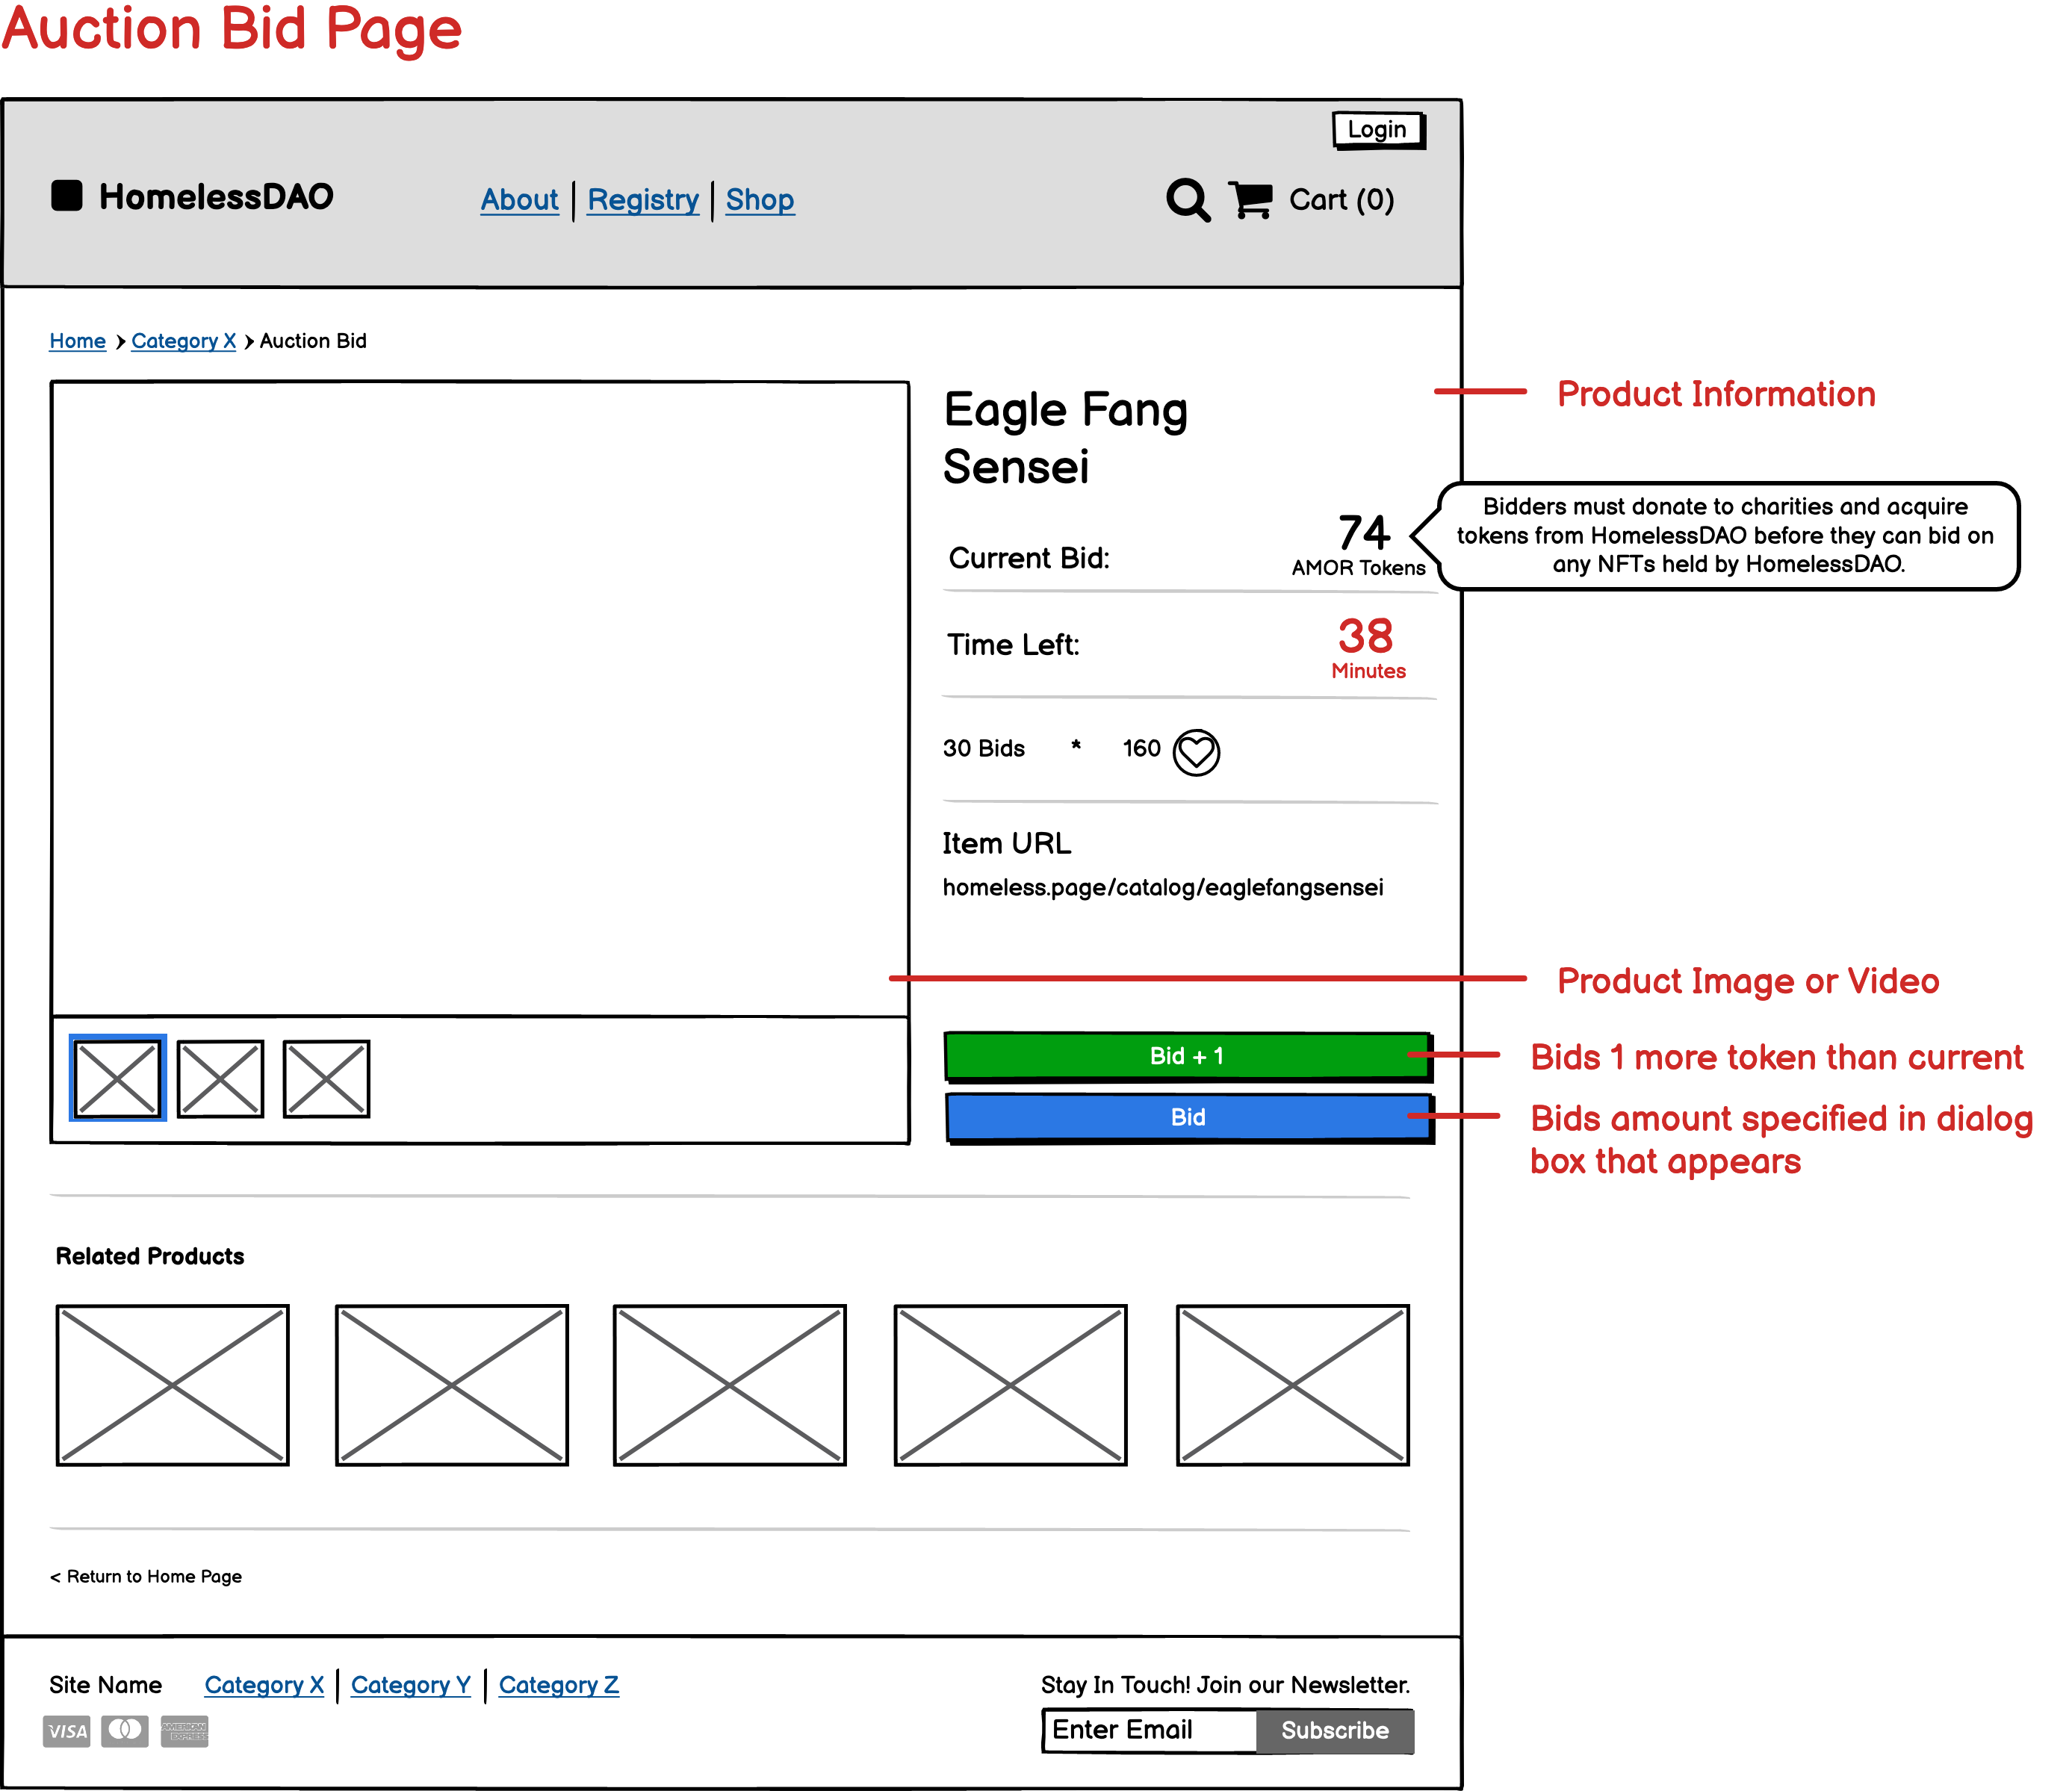 Auction Bid Page
Login
HomelessDAO
About | Registry | Shop
Cart (0)
Home > Category X > Auction Bid
Eagle Fang
Sensei
Product Information
Current Bid:
74
AMOR Tokens
Bidders must donate to charities and acquire
tokens from HomelessDAO before they can bid on
any NFTs held by HomelessDAO.
Time Left:
38
Minutes
30 Bids * 160
Item URL
homeless.page/catalog/eaglefangsensei
Product Image or Video
Bid + 1
Bids 1 more token than current
Bid
Bids amount specified in dialog
box that appears
Related Products
< Return to Home Page
Site Name
Category X | Category Y | Category Z
Stay In Touch! Join our Newsletter.
VISA
AMERICAN
EXPRESS
Enter Email
Subscribe